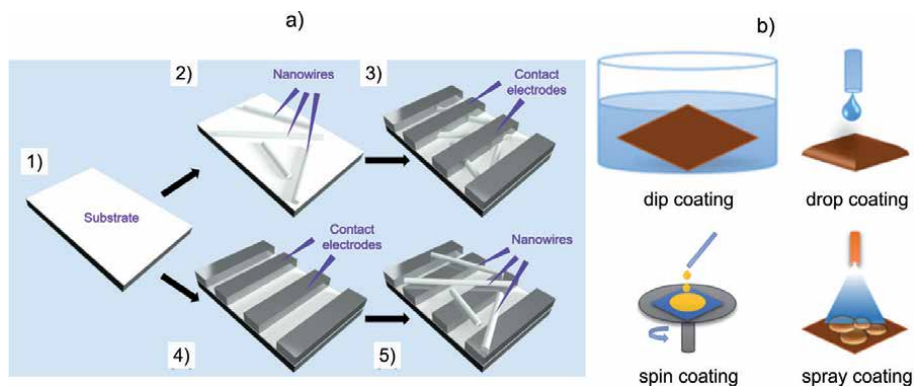 a)
b)
1)
Substrate
2)
Nanowires
3)
Contact
electrodes
4)
Contact
electrodes
5)
Nanowires
dip coating
drop coating
spin coating
spray coating